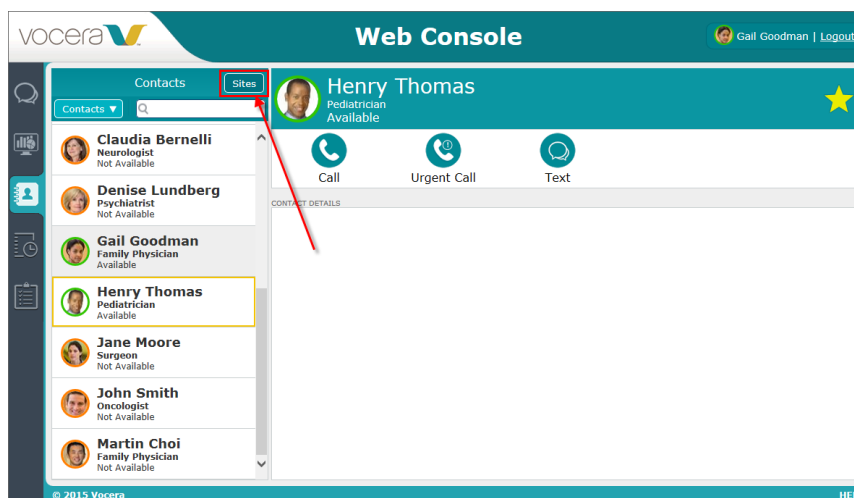 vocera
Web Console
Gail Goodman | Logout
Contacts
Sites
Contacts ▼
Henry Thomas
Pediatrician
Available
Claudia Bernelli
Neurologist
Not Available
Denise Lundberg
Psychiatrist
Not Available
Gail Goodman
Family Physician
Available
Henry Thomas
Pediatrician
Available
Jane Moore
Surgeon
Not Available
John Smith
Oncologist
Not Available
Martin Choi
Family Physician
Not Available
Call
Urgent Call
Text
CONTACT DETAILS
© 2015 Vocera